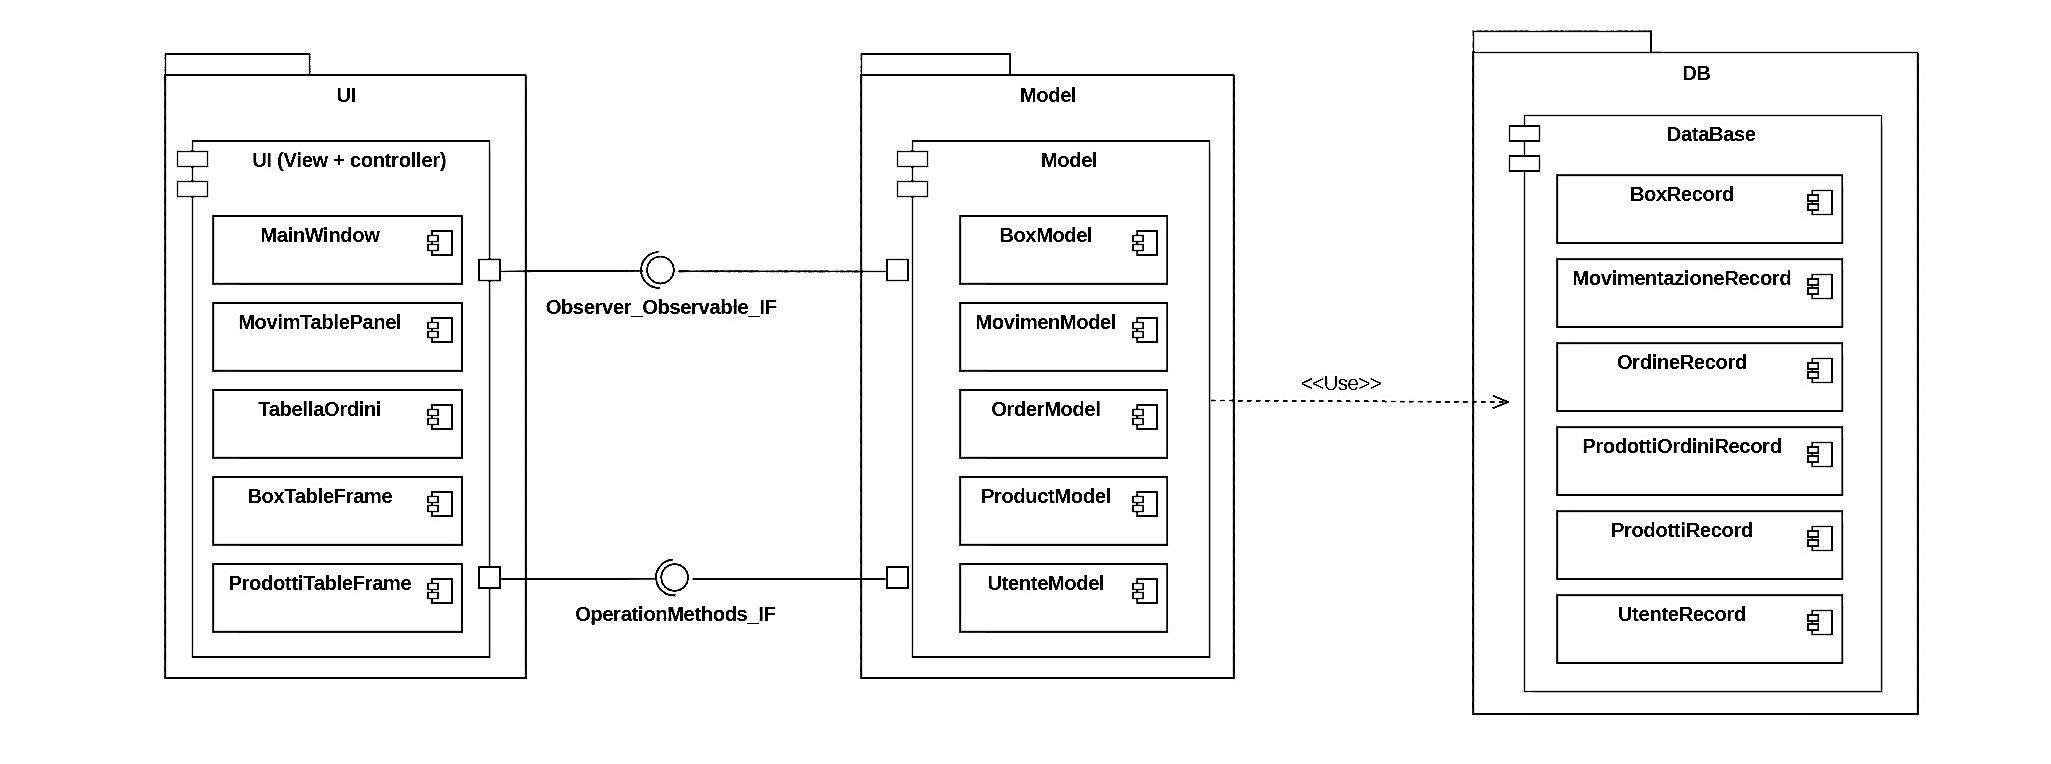 UI
UI (View + controller)
MainWindow
MovimTablePanel
TabellaOrdini
BoxTableFrame
ProdottiTableFrame
Observer_Observable_IF
OperationMethods_IF
Model
Model
BoxModel
MovimenModel
OrderModel
ProductModel
UtenteModel
<<Use>>
DB
DataBase
BoxRecord
MovimentazioneRecord
OrdineRecord
ProdottiOrdiniRecord
ProdottiRecord
UtenteRecord